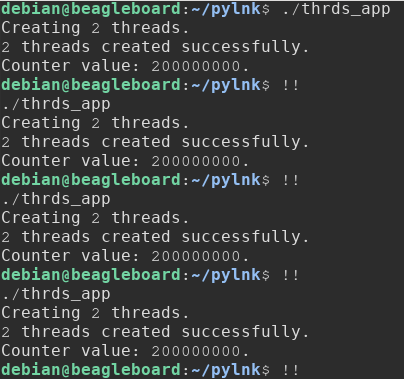 debian@beagleboard:~/pylnk$ ./thrds_app
Creating 2 threads.
2 threads created successfully.
Counter value: 200000000.
debian@beagleboard:~/pylnk$ !!
./thrds_app
Creating 2 threads.
2 threads created successfully.
Counter value: 200000000.
debian@beagleboard:~/pylnk$ !!
./thrds_app
Creating 2 threads.
2 threads created successfully.
Counter value: 200000000.
debian@beagleboard:~/pylnk$ !!
./thrds_app
Creating 2 threads.
2 threads created successfully.
Counter value: 200000000.
debian@beagleboard:~/pylnk$ !!